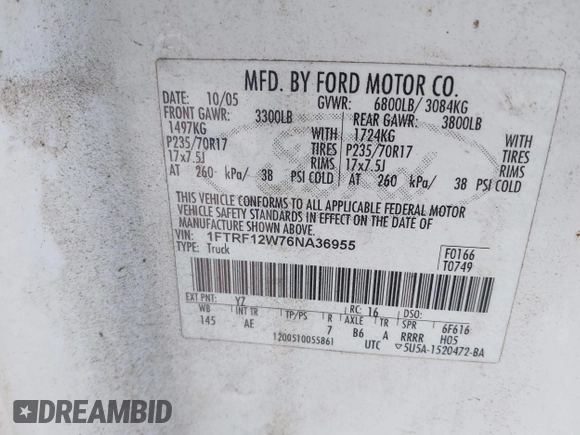 MFD. BY FORD MOTOR CO.
DATE: 10/05 GVWR: 6800LB/ 3084KG
FRONT GAWR: 3300LB REAR GAWR: 3800LB
1497KG WITH 1724KG WITH
P235/70R17 TIRES P235/70R17 TIRES
17x7.5J RIMS 17x7.5J RIMS
AT 260 kPa/ 38 PSI COLD AT 260 kPa/ 38 PSI COLD
THIS VEHICLE CONFORMS TO ALL APPLICABLE FEDERAL MOTOR
VEHICLE SAFETY STANDARDS IN EFFECT ON THE DATE OF
MANUFACTURE SHOWN ABOVE.
VIN: 1FTRF12W76NA36955
TYPE: Truck
F0166
T0749
EXT PNT: YZ RC: 16 DSO:
WB INT TR TP/PS R AXLE TR SPR 6F616
145 AE 7 B6 A RRRR H05
1200510055861 UTC ▽5U5A-1520472-BA
DREAMBID